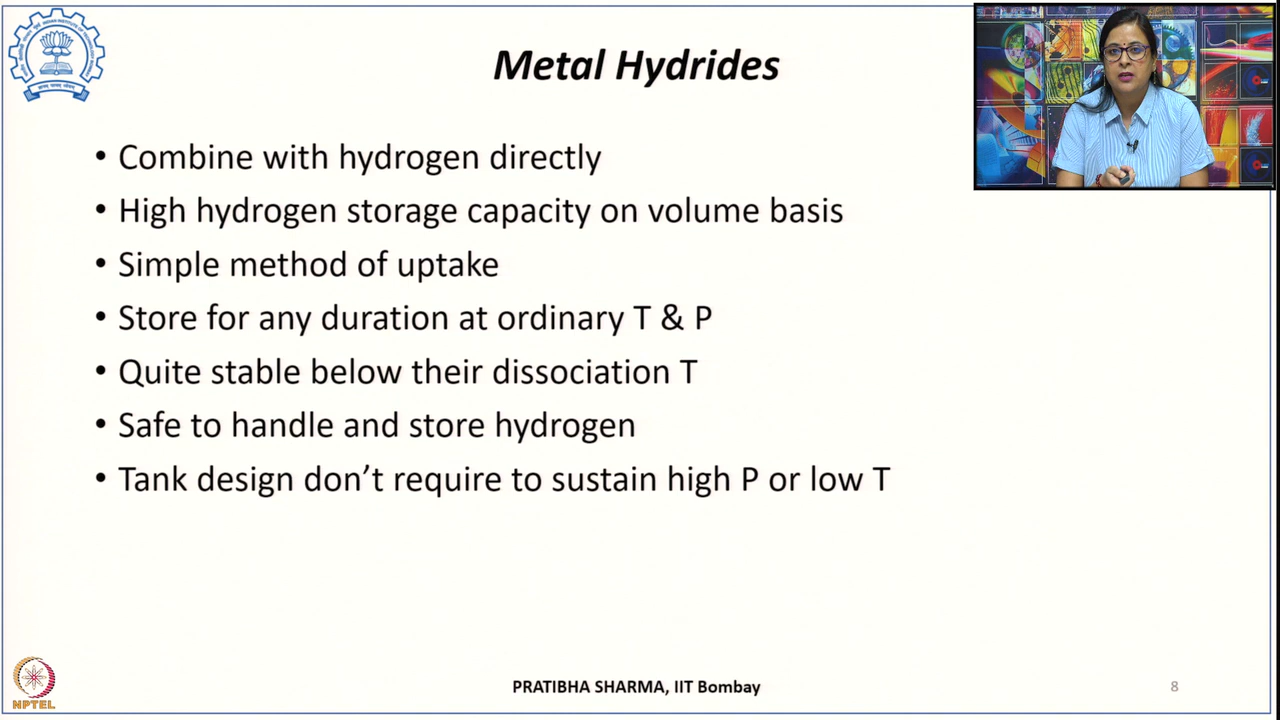 Metal Hydrides
• Combine with hydrogen directly
• High hydrogen storage capacity on volume basis
• Simple method of uptake
• Store for any duration at ordinary T & P
• Quite stable below their dissociation T
• Safe to handle and store hydrogen
• Tank design don’t require to sustain high P or low T
NPTEL
PRATIBHA SHARMA, IIT Bombay
8